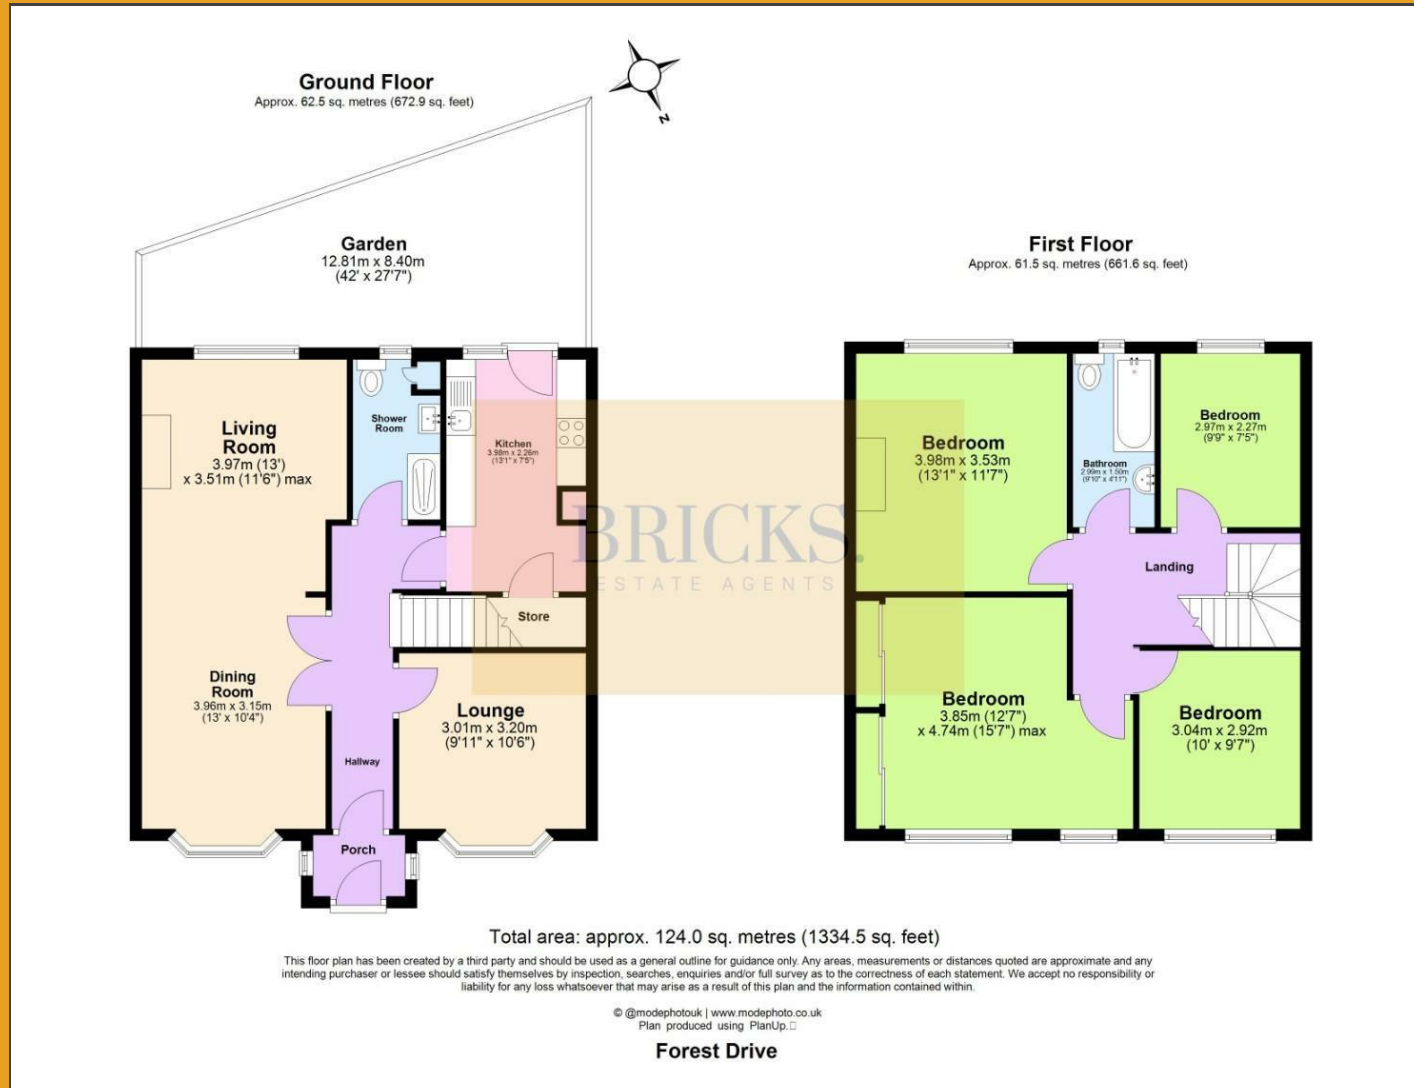 Ground Floor
Approx. 62.5 sq. metres (672.9 sq. feet)
N
Garden
12.81m x 8.40m
(42' x 27'7")
Living
Room
3.97m (13')
x 3.51m (11'6") max
Shower
Room
Kitchen
3.98m x 2.26m
(13'1" x 7'5")
Store
Dining
Room
3.96m x 3.15m
(13' x 10'4")
Lounge
3.01m x 3.20m
(9'11" x 10'6")
Hallway
Porch
First Floor
Approx. 61.5 sq. metres (661.6 sq. feet)
Bedroom
3.98m x 3.53m
(13'1" x 11'7")
Bathroom
2.99m x 1.50m
(9'10" x 4'11")
Bedroom
2.97m x 2.27m
(9'9" x 7'5")
Landing
Bedroom
3.85m (12'7")
x 4.74m (15'7") max
Bedroom
3.04m x 2.92m
(10' x 9'7")
BRICKS.
ESTATE AGENTS
Total area: approx. 124.0 sq. metres (1334.5 sq. feet)
This floor plan has been created by a third party and should be used as a general outline for guidance only. Any areas, measurements or distances quoted are approximate and any
intending purchaser or lessee should satisfy themselves by inspection, searches, enquiries and/or full survey as to the correctness of each statement. We accept no responsibility or
liability for any loss whatsoever that may arise as a result of this plan and the information contained within.
© @modephotouk | www.modephoto.co.uk
Plan produced using PlanUp.
Forest Drive